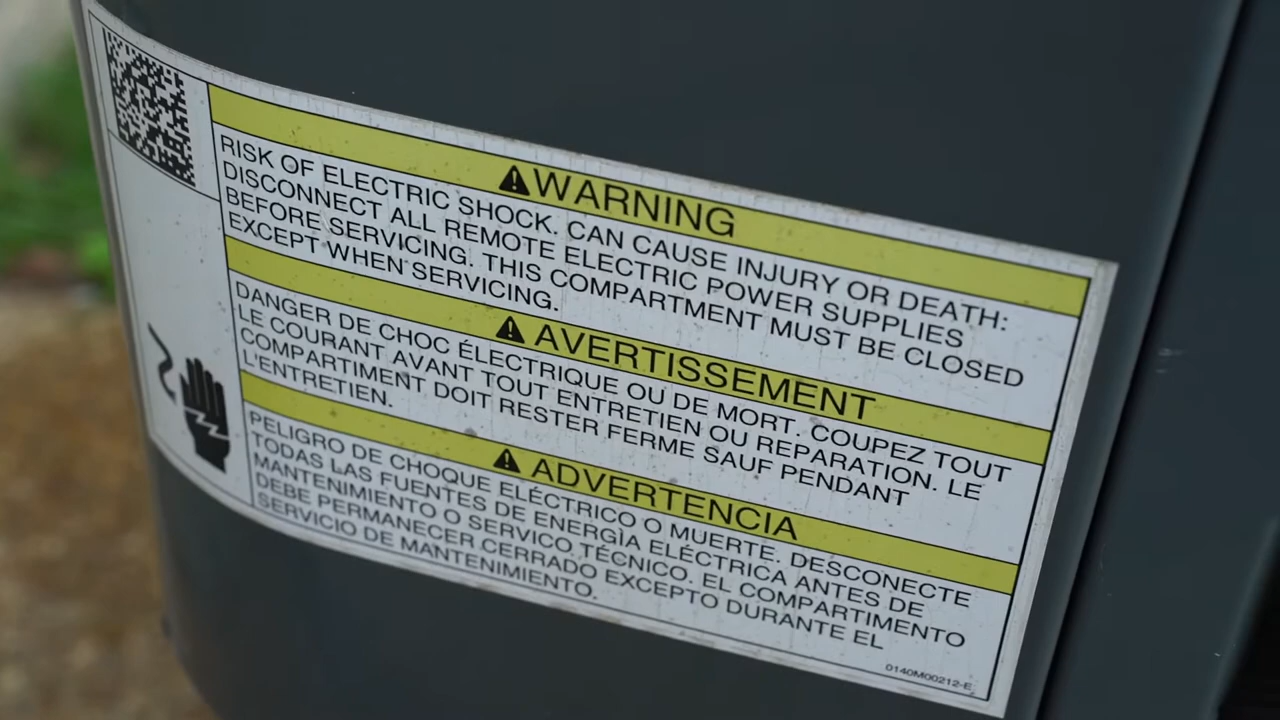 ⚠WARNING
RISK OF ELECTRIC SHOCK. CAN CAUSE INJURY OR DEATH:
DISCONNECT ALL REMOTE ELECTRIC POWER SUPPLIES
BEFORE SERVICING. THIS COMPARTMENT MUST BE CLOSED
EXCEPT WHEN SERVICING.
⚠AVERTISSEMENT
DANGER DE CHOC ÉLECTRIQUE OU DE MORT. COUPEZ TOUT
LE COURANT AVANT TOUT ENTRETIEN OU REPARATION. LE
COMPARTIMENT DOIT RESTER FERME SAUF PENDANT
L'ENTRETIEN.
⚠ADVERTENCIA
PELIGRO DE CHOQUE ELÉCTRICO O MUERTE. DESCONECTE
TODAS LAS FUENTES DE ENERGÌA ELÉCTRICA ANTES DE
MANTENIMIENTO O SERVICO TÉCNICO. EL COMPARTIMENTO
DEBE PERMANECER CERRADO EXCEPTO DURANTE EL
SERVICIO DE MANTENIMIENTO.
0140M00212-E